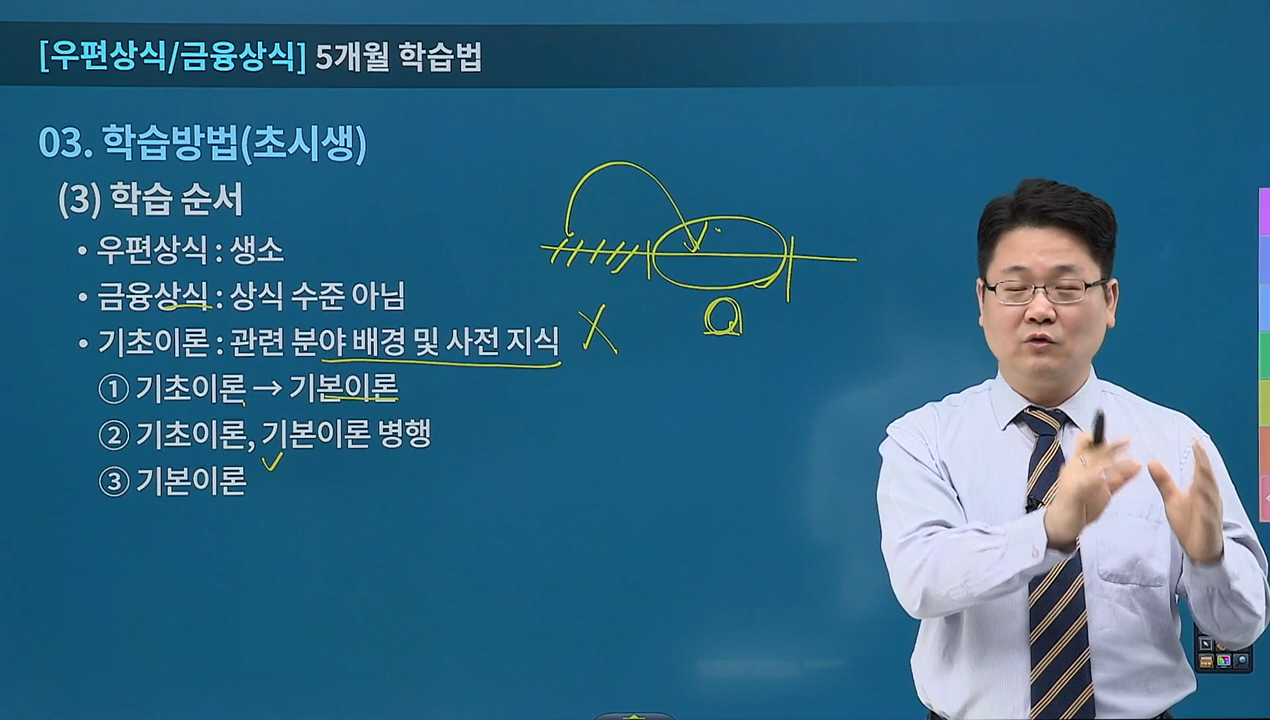 [우편상식/금융상식] 5개월 학습법
03. 학습방법(초시생)
(3) 학습 순서
• 우편상식 : 생소
• 금융상식 : 상식 수준 아님
• 기초이론 : 관련 분야 배경 및 사전 지식 X
Q
① 기초이론 → 기본이론
② 기초이론, 기본이론 병행
③ 기본이론